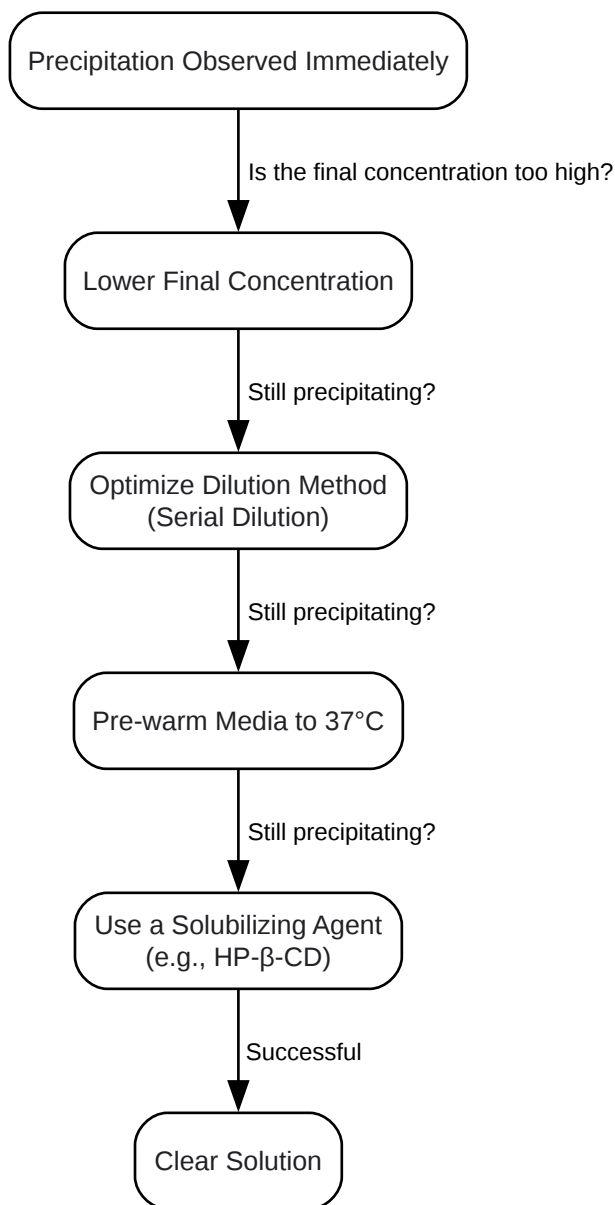 Precipitation Observed Immediately
Is the final concentration too high?
Lower Final Concentration
Still precipitating?
Optimize Dilution Method
(Serial Dilution)
Still precipitating?
Pre-warm Media to 37°C
Still precipitating?
Use a Solubilizing Agent
(e.g., HP-β-CD)
Successful
Clear Solution